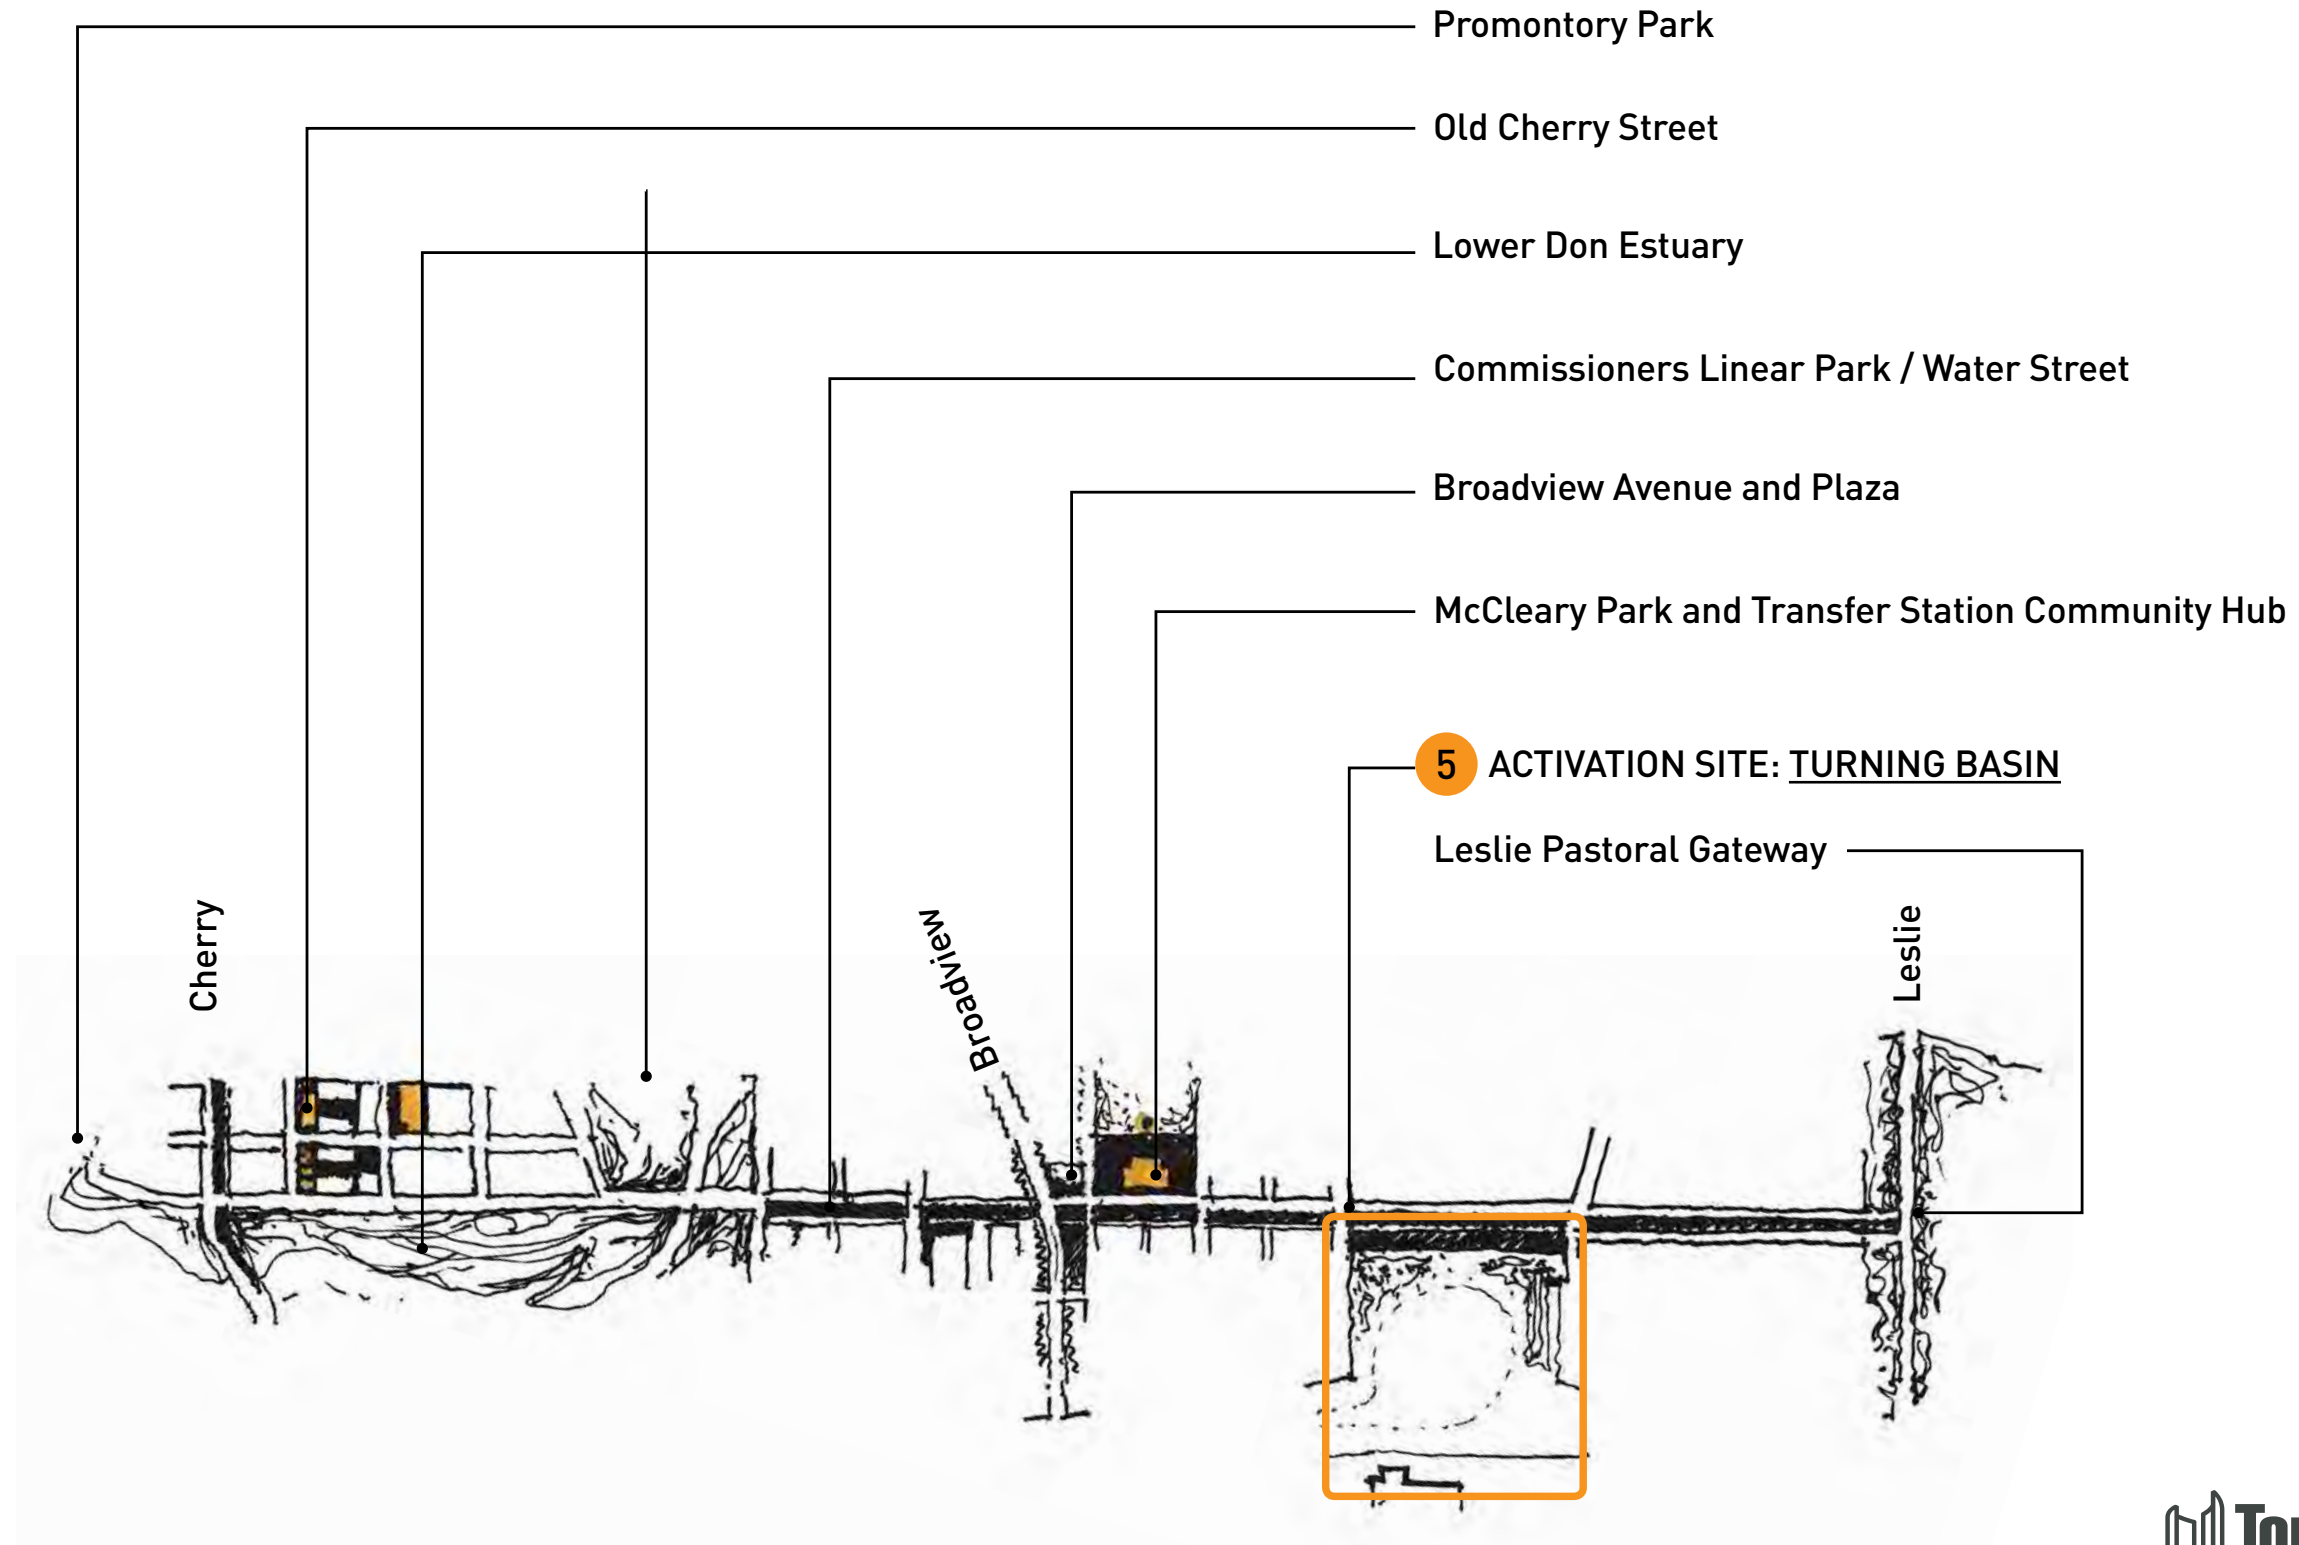 Promontory Park
Old Cherry Street
Lower Don Estuary
Commissioners Linear Park / Water Street
Broadview Avenue and Plaza
McCleary Park and Transfer Station Community Hub
5 ACTIVATION SITE: TURNING BASIN
Leslie Pastoral Gateway
Cherry
Broadview
Leslie